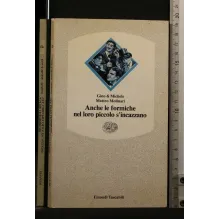 Gino & Michele
Matteo Molinari
Anche le formiche
nel loro piccolo s'incazzano
Einaudi Tascabili